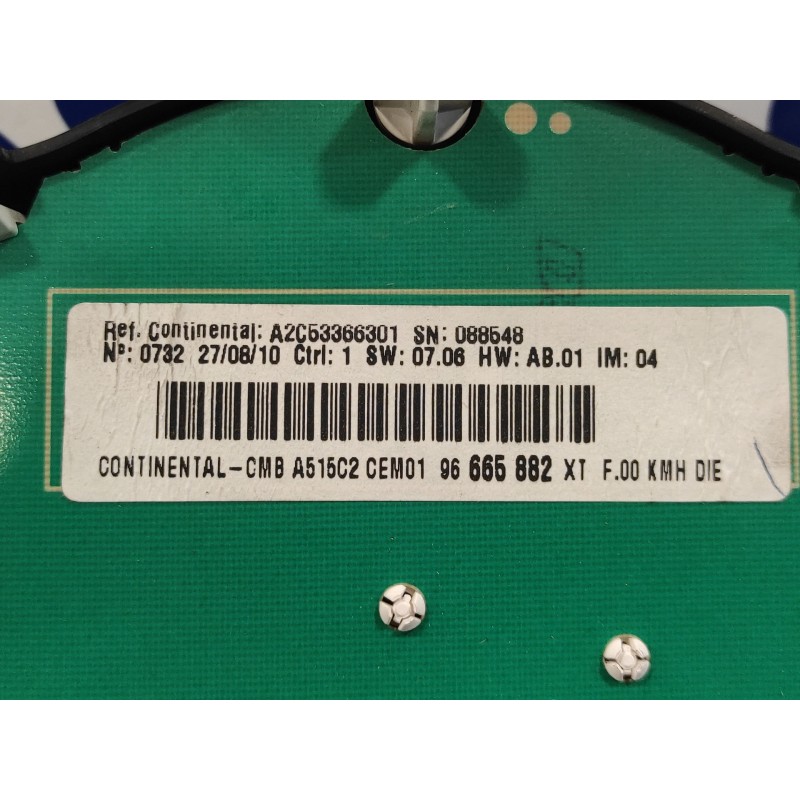 Ref. Continental: A2C53366301 SN: 088548
Nº: 0732 27/08/10 Ctrl: 1 SW: 07.06 HW: AB.01 IM: 04
CONTINENTAL-CMB A515C2 CEM01 96 665 882 XT F.00 KMH DIE